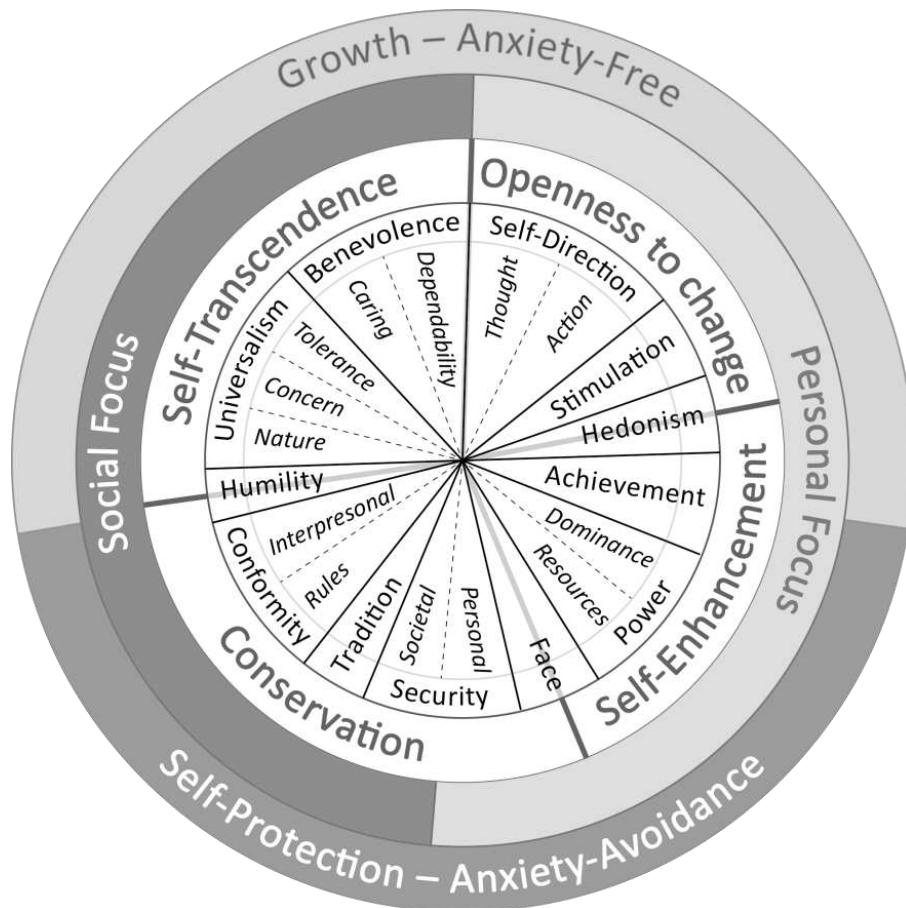 Growth – Anxiety-Free
Self-Protection – Anxiety-Avoidance
Social Focus
Personal Focus
Self-Transcendence
Openness to change
Self-Enhancement
Conservation
Benevolence
Caring
Dependability
Self-Direction
Thought
Action
Stimulation
Hedonism
Achievement
Power
Dominance
Resources
Face
Security
Personal
Societal
Tradition
Conformity
Rules
Interpresonal
Humility
Universalism
Nature
Concern
Tolerance